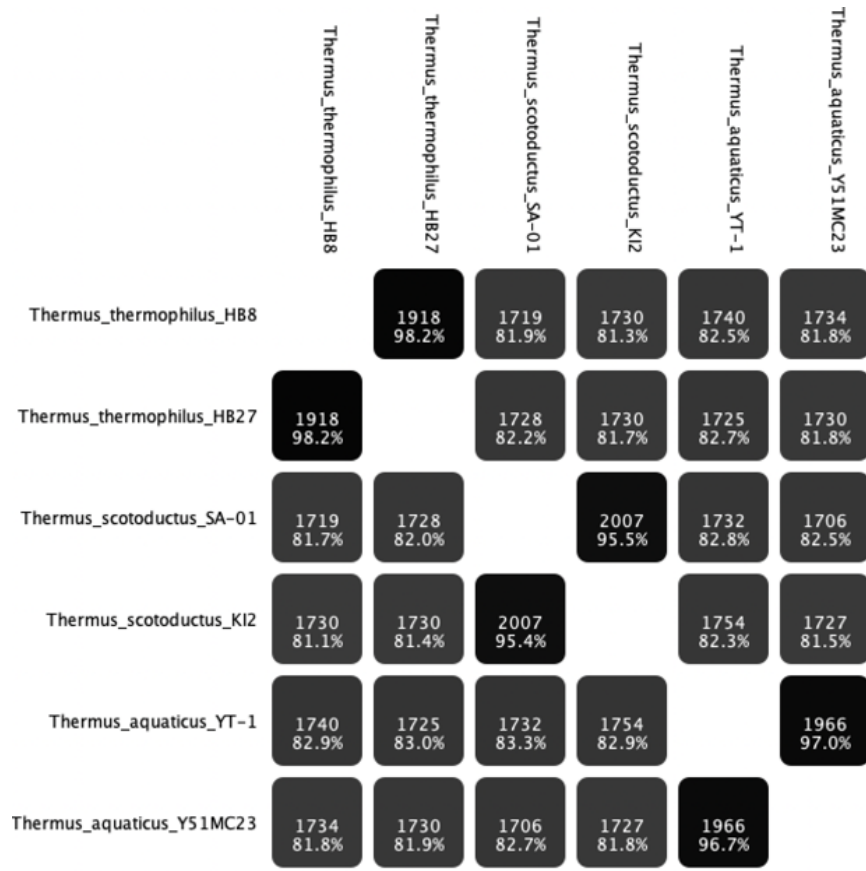 Thermus_thermophilus_HB8
Thermus_thermophilus_HB27
Thermus_scotoductus_SA-01
Thermus_scotoductus_KI2
Thermus_aquaticus_YT-1
Thermus_aquaticus_Y51MC23
Thermus_thermophilus_HB8
1918 1719 1730 1740 1734
98.2% 81.9% 81.3% 82.5% 81.8%
Thermus_thermophilus_HB27
1918 1728 1730 1725 1730
98.2% 82.2% 81.7% 82.7% 81.8%
Thermus_scotoductus_SA-01
1719 1728 2007 1732 1706
81.7% 82.0% 95.5% 82.8% 82.5%
Thermus_scotoductus_KI2
1730 1730 2007 1754 1727
81.1% 81.4% 95.4% 82.3% 81.5%
Thermus_aquaticus_YT-1
1740 1725 1732 1754 1966
82.9% 83.0% 83.3% 82.9% 97.0%
Thermus_aquaticus_Y51MC23
1734 1730 1706 1727 1966
81.8% 81.9% 82.7% 81.8% 96.7%